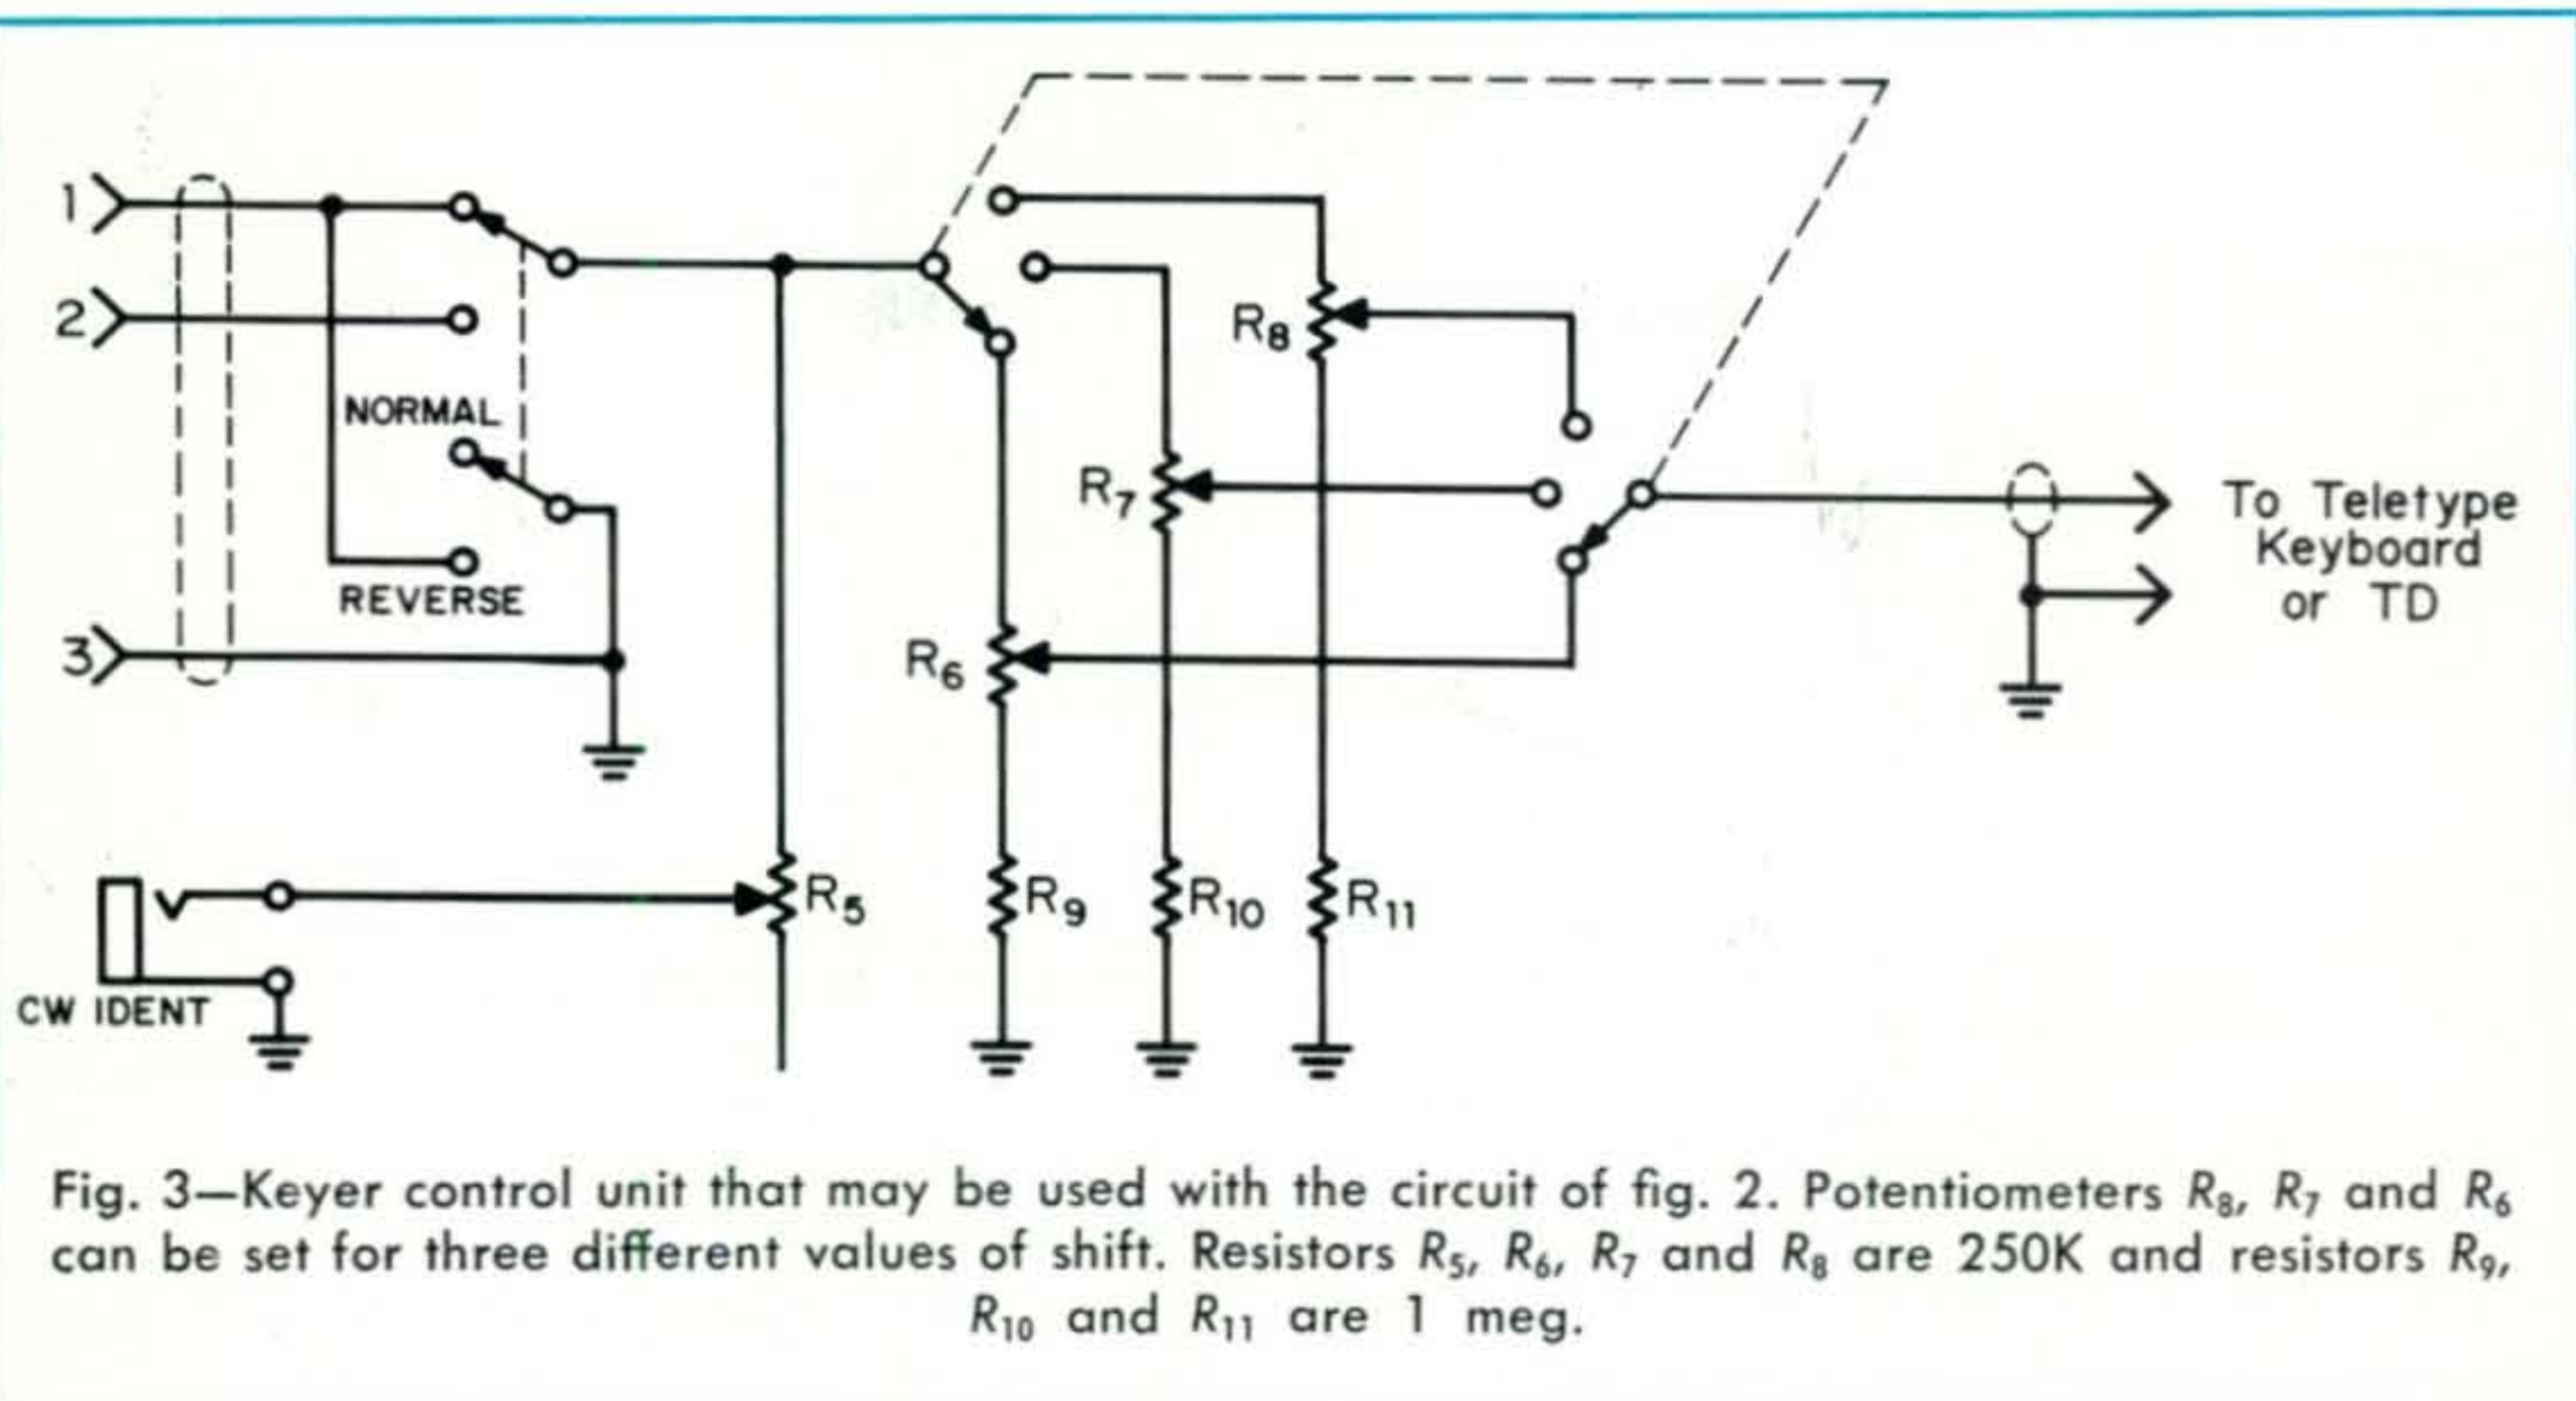 1
2
NORMAL
REVERSE
3
R8
R7
R6
To Teletype
Keyboard
or TD
R5
R9
R10
R11
CW IDENT
Fig. 3—Keyer control unit that may be used with the circuit of fig. 2. Potentiometers R8, R7 and R6
can be set for three different values of shift. Resistors R5, R6, R7 and R8 are 250K and resistors R9,
R10 and R11 are 1 meg.